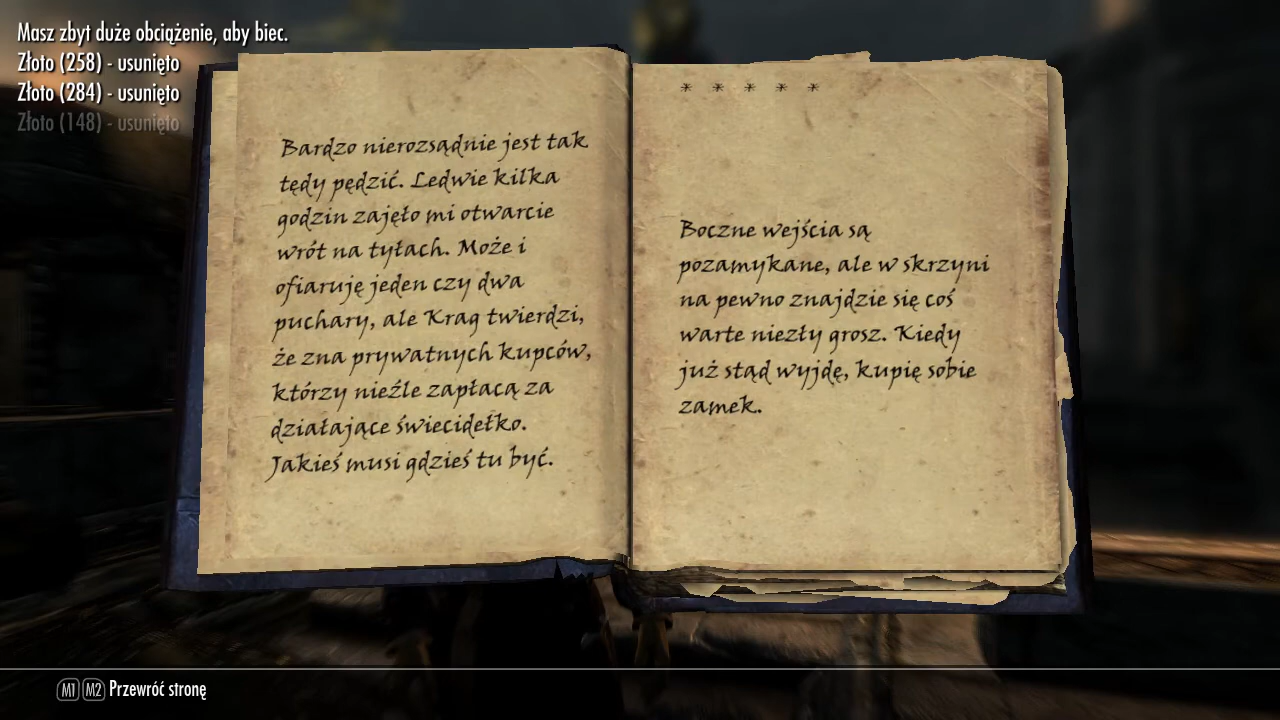 Masz zbyt duże obciążenie, aby biec.
Złoto (258) - usunięto
Złoto (284) - usunięto
Złoto (148) - usunięto
Bardzo nierozsądnie jest tak
tędy pędzić. Ledwie kilka
godzin zajęło mi otwarcie
wrót na tyłach. Może i
ofiaruję jeden czy dwa
puchary, ale Krag twierdzi,
że zna prywatnych kupców,
którzy nieźle zapłacą za
działające świecidełko.
Jakieś musi gdzieś tu być.
* * * * *
Boczne wejścia są
pozamykane, ale w skrzyni
na pewno znajdzie się coś
warte niezły grosz. Kiedy
już stąd wyjdę, kupię sobie
zamek.
M1 M2 Przewróć stronę